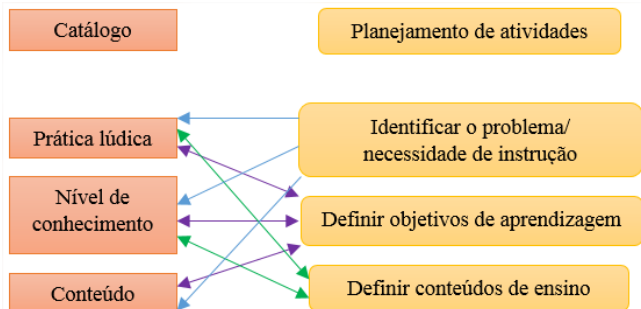 Catálogo
Planejamento de atividades
Prática lúdica
Identificar o problema/
necessidade de instrução
Nível de
conhecimento
Definir objetivos de aprendizagem
Conteúdo
Definir conteúdos de ensino